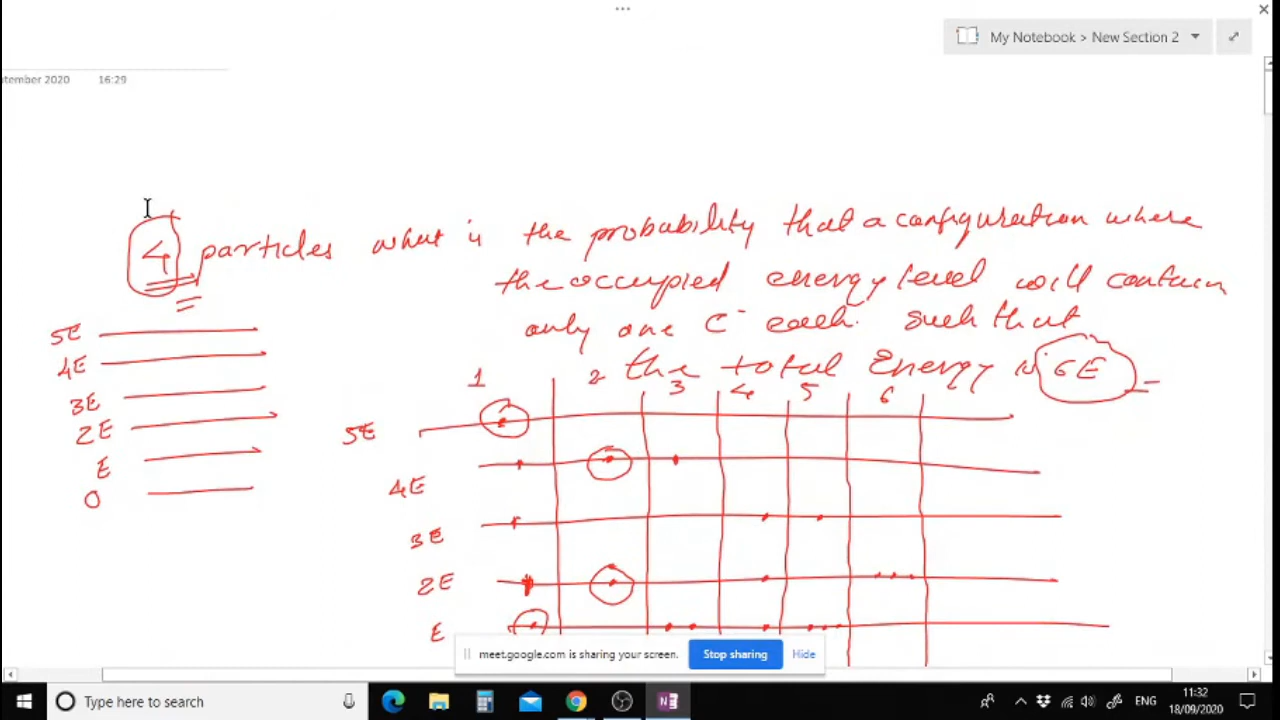 My Notebook > New Section 2
tember 2020 16:29
4 particles what is the probability that a configuration where
the occupied energy level will contain
only one e⁻ each. such that
the total Energy is 6E
5E
4E
3E
2E
E
0
1 2 3 4 5 6
5E
4E
3E
2E
E
meet.google.com is sharing your screen. Stop sharing Hide
Type here to search
ENG
11:32
18/09/2020